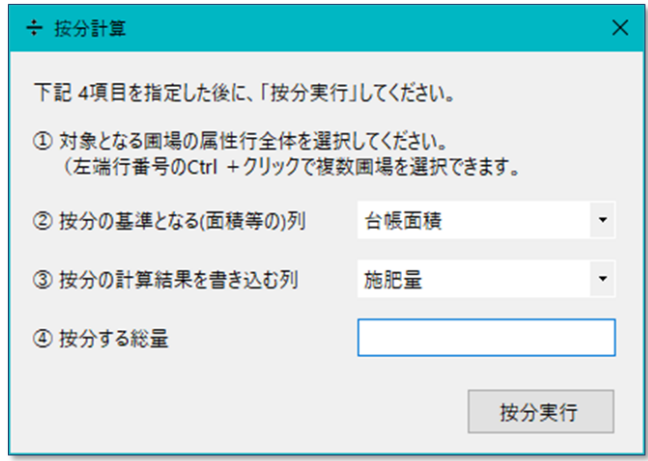 按分計算
下記 4項目を指定した後に、「按分実行」してください。
① 対象となる圃場の属性行全体を選択してください。
（左端行番号のCtrl ＋クリックで複数圃場を選択できます。
② 按分の基準となる(面積等の)列
台帳面積
③ 按分の計算結果を書き込む列
施肥量
④ 按分する総量
按分実行